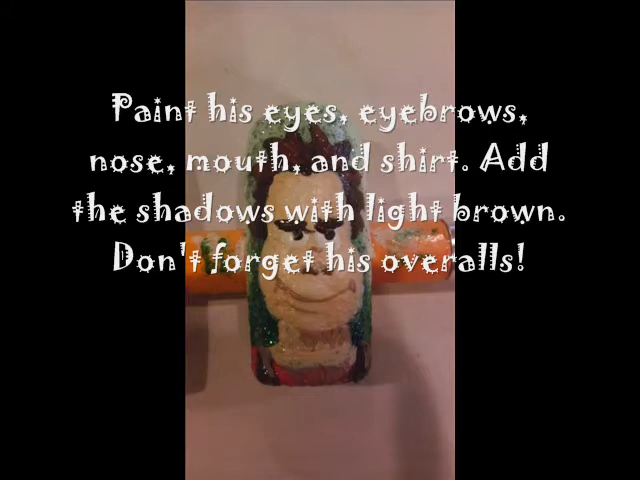 Paint his eyes, eyebrows,
nose, mouth, and shirt. Add
the shadows with light brown.
Don't forget his overalls!